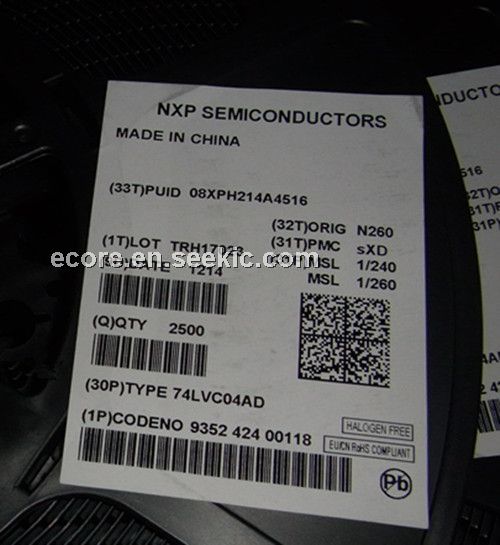 NXP SEMICONDUCTORS
MADE IN CHINA
(33T)PUID 08XPH214A4516
(32T)ORIG N260
(1T)LOT
(31T)PMC sXD
ecore.en.seekic.com
1214
MSL 1/240
MSL 1/260
(Q)QTY 2500
(30P)TYPE 74LVC04AD
(1P)CODENO 9352 424 00118
HALOGEN FREE
EU/CN RoHS COMPLIANT
Pb
NDUCTO
4516